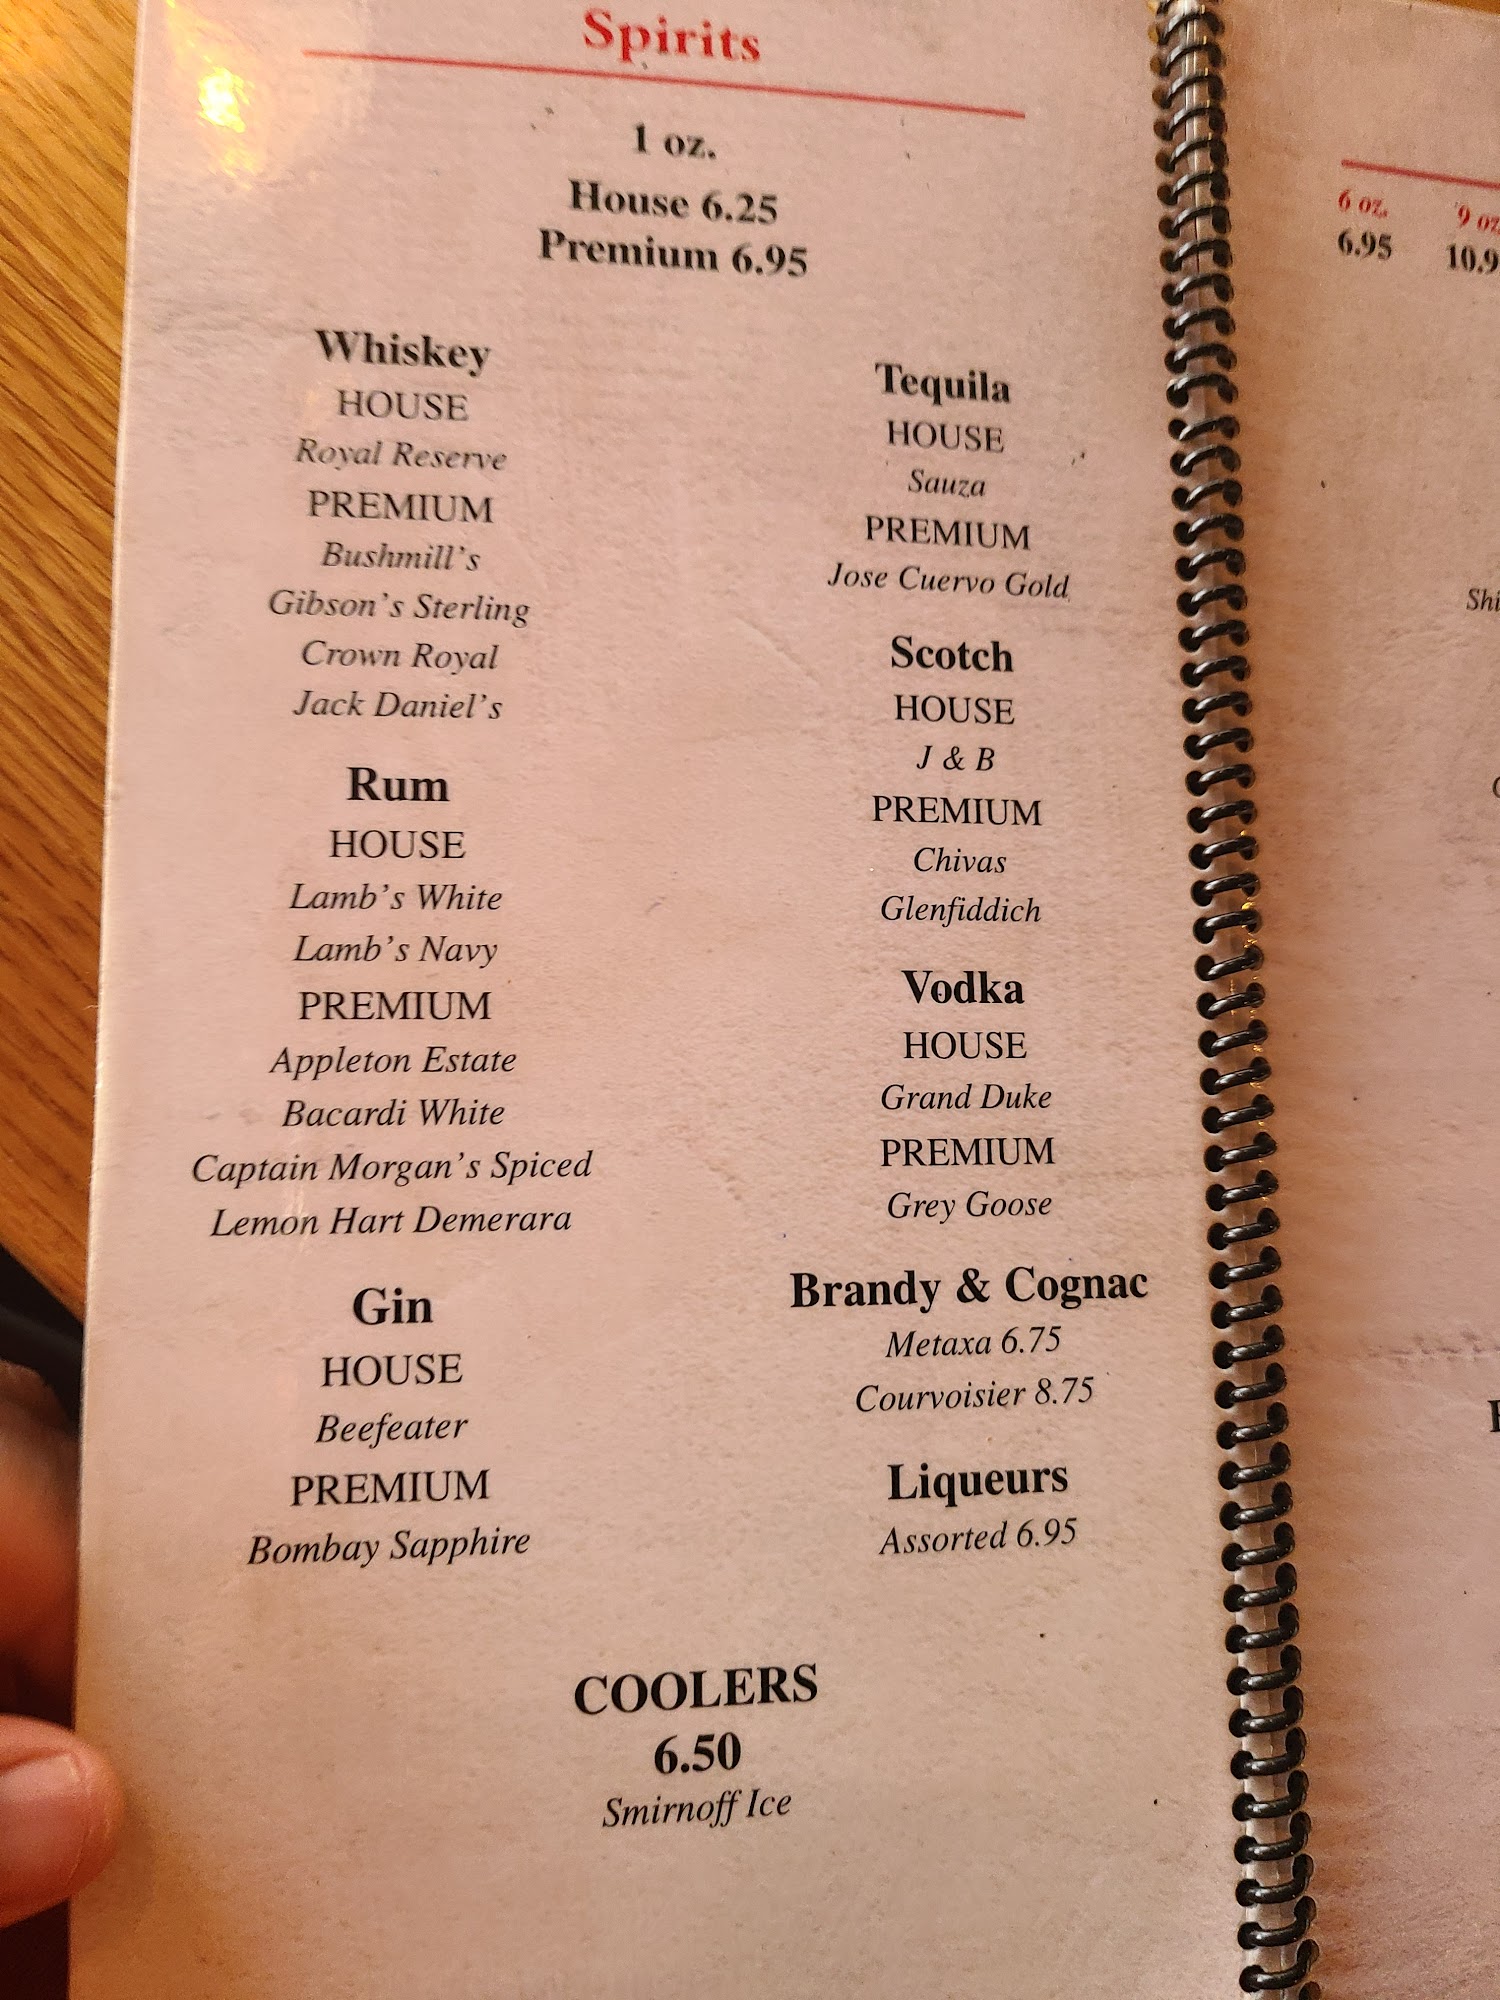 Spirits
1 oz.
House 6.25
Premium 6.95
Whiskey
HOUSE
Royal Reserve
PREMIUM
Bushmill's
Gibson's Sterling
Crown Royal
Jack Daniel's
Rum
HOUSE
Lamb's White
Lamb's Navy
PREMIUM
Appleton Estate
Bacardi White
Captain Morgan's Spiced
Lemon Hart Demerara
Gin
HOUSE
Beefeater
PREMIUM
Bombay Sapphire
Tequila
HOUSE
Sauza
PREMIUM
Jose Cuervo Gold
Scotch
HOUSE
J & B
PREMIUM
Chivas
Glenfiddich
Vodka
HOUSE
Grand Duke
PREMIUM
Grey Goose
Brandy & Cognac
Metaxa 6.75
Courvoisier 8.75
Liqueurs
Assorted 6.95
COOLERS
6.50
Smirnoff Ice
6 oz. 9 oz
6.95